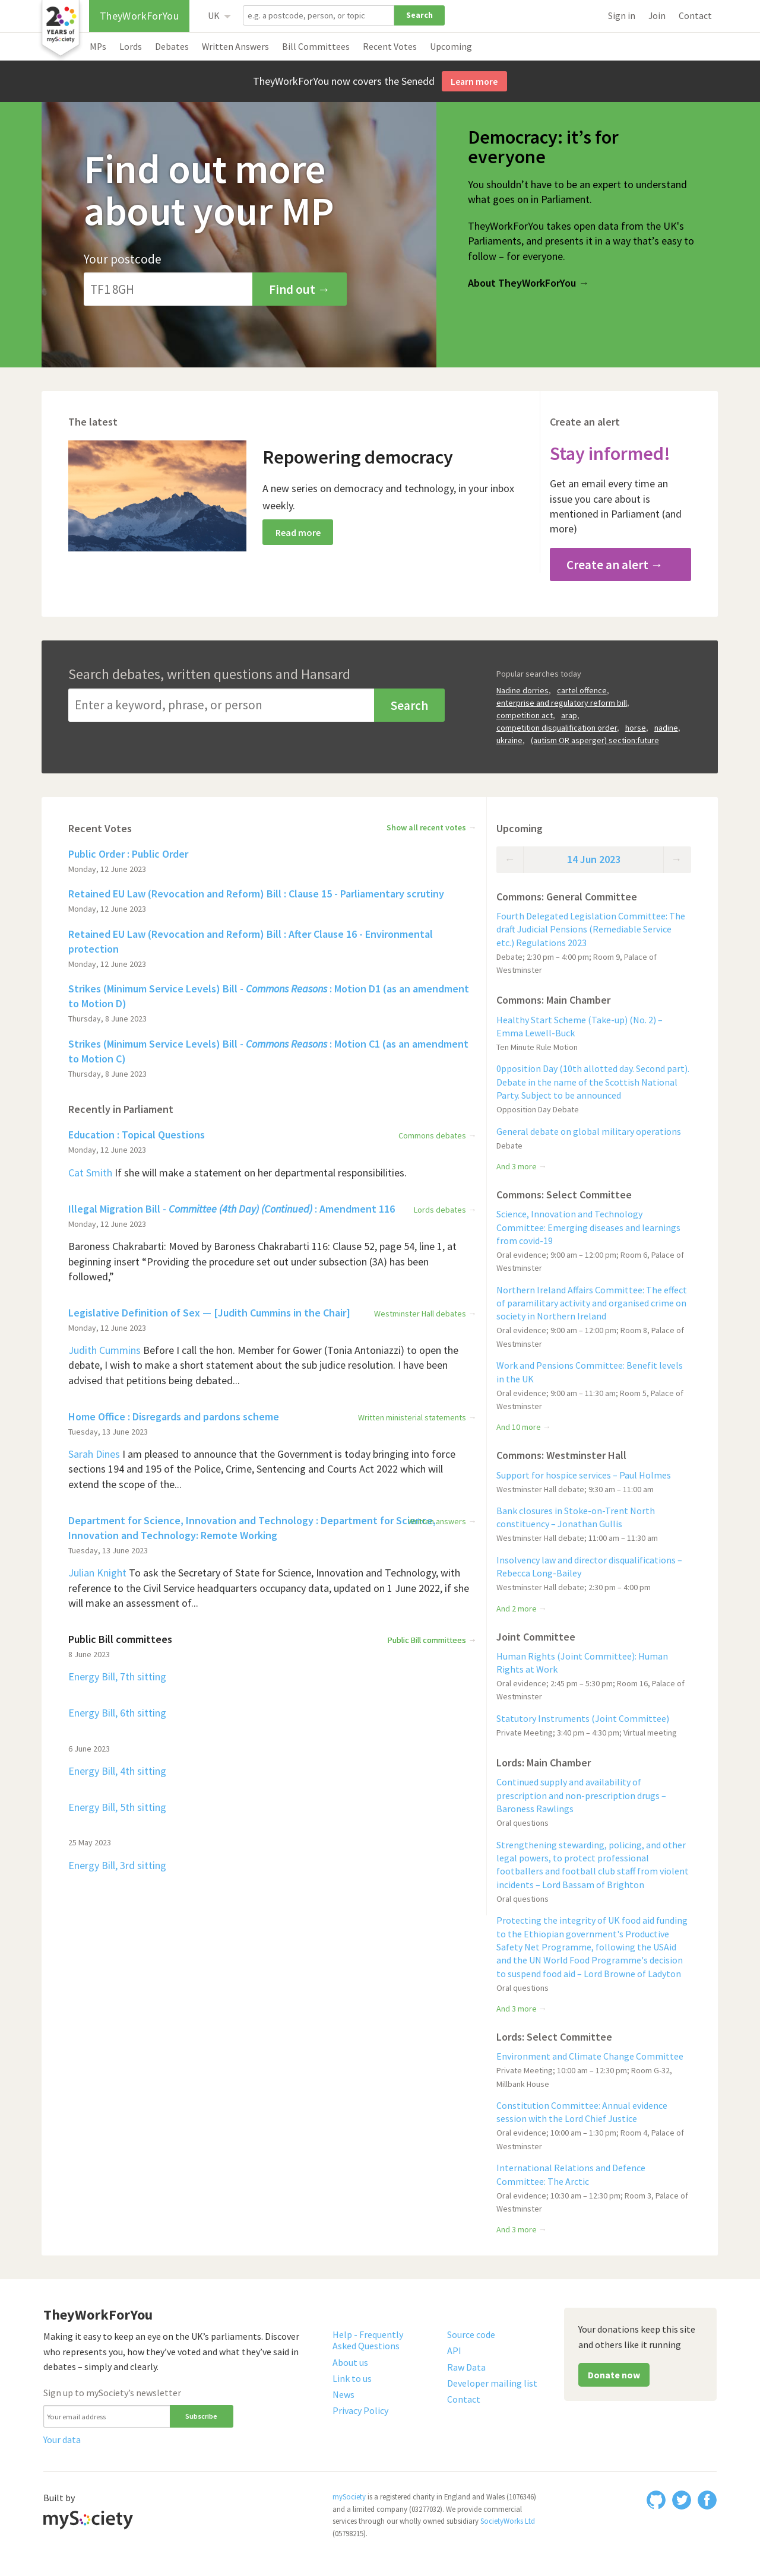 20
YEARS of
mySociety
TheyWorkForYou
UK
e.g. a postcode, person, or topic
Search
Sign in
Join
Contact
MPs
Lords
Debates
Written Answers
Bill Committees
Recent Votes
Upcoming
TheyWorkForYou now covers the Senedd
Learn more
Find out more
about your MP
Your postcode
TF1 8GH
Find out →
Democracy: it’s for
everyone
You shouldn’t have to be an expert to understand
what goes on in Parliament.
TheyWorkForYou takes open data from the UK’s
Parliaments, and presents it in a way that’s easy to
follow – for everyone.
About TheyWorkForYou →
The latest
Repowering democracy
A new series on democracy and technology, in your inbox
weekly.
Read more
Create an alert
Stay informed!
Get an email every time an
issue you care about is
mentioned in Parliament (and
more)
Create an alert →
Search debates, written questions and Hansard
Enter a keyword, phrase, or person
Search
Popular searches today
Nadine dorries, cartel offence,
enterprise and regulatory reform bill,
competition act, arap,
competition disqualification order, horse, nadine,
ukraine, (autism OR asperger) section:future
Recent Votes
Show all recent votes →
Public Order : Public Order
Monday, 12 June 2023
Retained EU Law (Revocation and Reform) Bill : Clause 15 - Parliamentary scrutiny
Monday, 12 June 2023
Retained EU Law (Revocation and Reform) Bill : After Clause 16 - Environmental
protection
Monday, 12 June 2023
Strikes (Minimum Service Levels) Bill - Commons Reasons : Motion D1 (as an amendment
to Motion D)
Thursday, 8 June 2023
Strikes (Minimum Service Levels) Bill - Commons Reasons : Motion C1 (as an amendment
to Motion C)
Thursday, 8 June 2023
Recently in Parliament
Education : Topical Questions
Commons debates →
Monday, 12 June 2023
Cat Smith If she will make a statement on her departmental responsibilities.
Illegal Migration Bill - Committee (4th Day) (Continued) : Amendment 116
Lords debates →
Monday, 12 June 2023
Baroness Chakrabarti: Moved by Baroness Chakrabarti 116: Clause 52, page 54, line 1, at
beginning insert “Providing the procedure set out under subsection (3A) has been
followed,”
Legislative Definition of Sex — [Judith Cummins in the Chair]
Westminster Hall debates →
Monday, 12 June 2023
Judith Cummins Before I call the hon. Member for Gower (Tonia Antoniazzi) to open the
debate, I wish to make a short statement about the sub judice resolution. I have been
advised that petitions being debated...
Home Office : Disregards and pardons scheme
Written ministerial statements →
Tuesday, 13 June 2023
Sarah Dines I am pleased to announce that the Government is today bringing into force
sections 194 and 195 of the Police, Crime, Sentencing and Courts Act 2022 which will
extend the scope of the...
Department for Science, Innovation and Technology : Department for Science,
Written answers →
Innovation and Technology: Remote Working
Tuesday, 13 June 2023
Julian Knight To ask the Secretary of State for Science, Innovation and Technology, with
reference to the Civil Service headquarters occupancy data, updated on 1 June 2022, if she
will make an assessment of...
Public Bill committees
Public Bill committees →
8 June 2023
Energy Bill, 7th sitting
Energy Bill, 6th sitting
6 June 2023
Energy Bill, 4th sitting
Energy Bill, 5th sitting
25 May 2023
Energy Bill, 3rd sitting
Upcoming
← 14 Jun 2023 →
Commons: General Committee
Fourth Delegated Legislation Committee: The
draft Judicial Pensions (Remediable Service
etc.) Regulations 2023
Debate; 2:30 pm – 4:00 pm; Room 9, Palace of
Westminster
Commons: Main Chamber
Healthy Start Scheme (Take-up) (No. 2) –
Emma Lewell-Buck
Ten Minute Rule Motion
0pposition Day (10th allotted day. Second part).
Debate in the name of the Scottish National
Party. Subject to be announced
Opposition Day Debate
General debate on global military operations
Debate
And 3 more →
Commons: Select Committee
Science, Innovation and Technology
Committee: Emerging diseases and learnings
from covid-19
Oral evidence; 9:00 am – 12:00 pm; Room 6, Palace of
Westminster
Northern Ireland Affairs Committee: The effect
of paramilitary activity and organised crime on
society in Northern Ireland
Oral evidence; 9:00 am – 12:00 pm; Room 8, Palace of
Westminster
Work and Pensions Committee: Benefit levels
in the UK
Oral evidence; 9:00 am – 11:30 am; Room 5, Palace of
Westminster
And 10 more →
Commons: Westminster Hall
Support for hospice services – Paul Holmes
Westminster Hall debate; 9:30 am – 11:00 am
Bank closures in Stoke-on-Trent North
constituency – Jonathan Gullis
Westminster Hall debate; 11:00 am – 11:30 am
Insolvency law and director disqualifications –
Rebecca Long-Bailey
Westminster Hall debate; 2:30 pm – 4:00 pm
And 2 more →
Joint Committee
Human Rights (Joint Committee): Human
Rights at Work
Oral evidence; 2:45 pm – 5:30 pm; Room 16, Palace of
Westminster
Statutory Instruments (Joint Committee)
Private Meeting; 3:40 pm – 4:30 pm; Virtual meeting
Lords: Main Chamber
Continued supply and availability of
prescription and non-prescription drugs –
Baroness Rawlings
Oral questions
Strengthening stewarding, policing, and other
legal powers, to protect professional
footballers and football club staff from violent
incidents – Lord Bassam of Brighton
Oral questions
Protecting the integrity of UK food aid funding
to the Ethiopian government's Productive
Safety Net Programme, following the USAid
and the UN World Food Programme's decision
to suspend food aid – Lord Browne of Ladyton
Oral questions
And 3 more →
Lords: Select Committee
Environment and Climate Change Committee
Private Meeting; 10:00 am – 12:30 pm; Room G-32,
Millbank House
Constitution Committee: Annual evidence
session with the Lord Chief Justice
Oral evidence; 10:00 am – 1:30 pm; Room 4, Palace of
Westminster
International Relations and Defence
Committee: The Arctic
Oral evidence; 10:30 am – 12:30 pm; Room 3, Palace of
Westminster
And 3 more →
TheyWorkForYou
Making it easy to keep an eye on the UK’s parliaments. Discover
who represents you, how they’ve voted and what they’ve said in
debates – simply and clearly.
Sign up to mySociety’s newsletter
Your email address
Subscribe
Your data
Help - Frequently
Asked Questions
About us
Link to us
News
Privacy Policy
Source code
API
Raw Data
Developer mailing list
Contact
Your donations keep this site
and others like it running
Donate now
Built by
mySociety
mySociety is a registered charity in England and Wales (1076346)
and a limited company (03277032). We provide commercial
services through our wholly owned subsidiary SocietyWorks Ltd
(05798215).